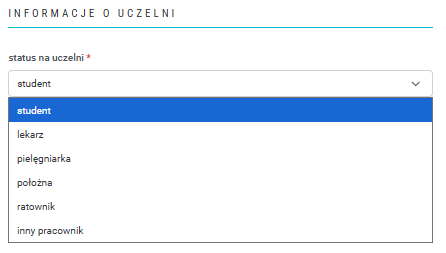 INFORMACJE O UCZELNI
status na uczelni *
student
student
lekarz
pielęgniarka
położna
ratownik
inny pracownik